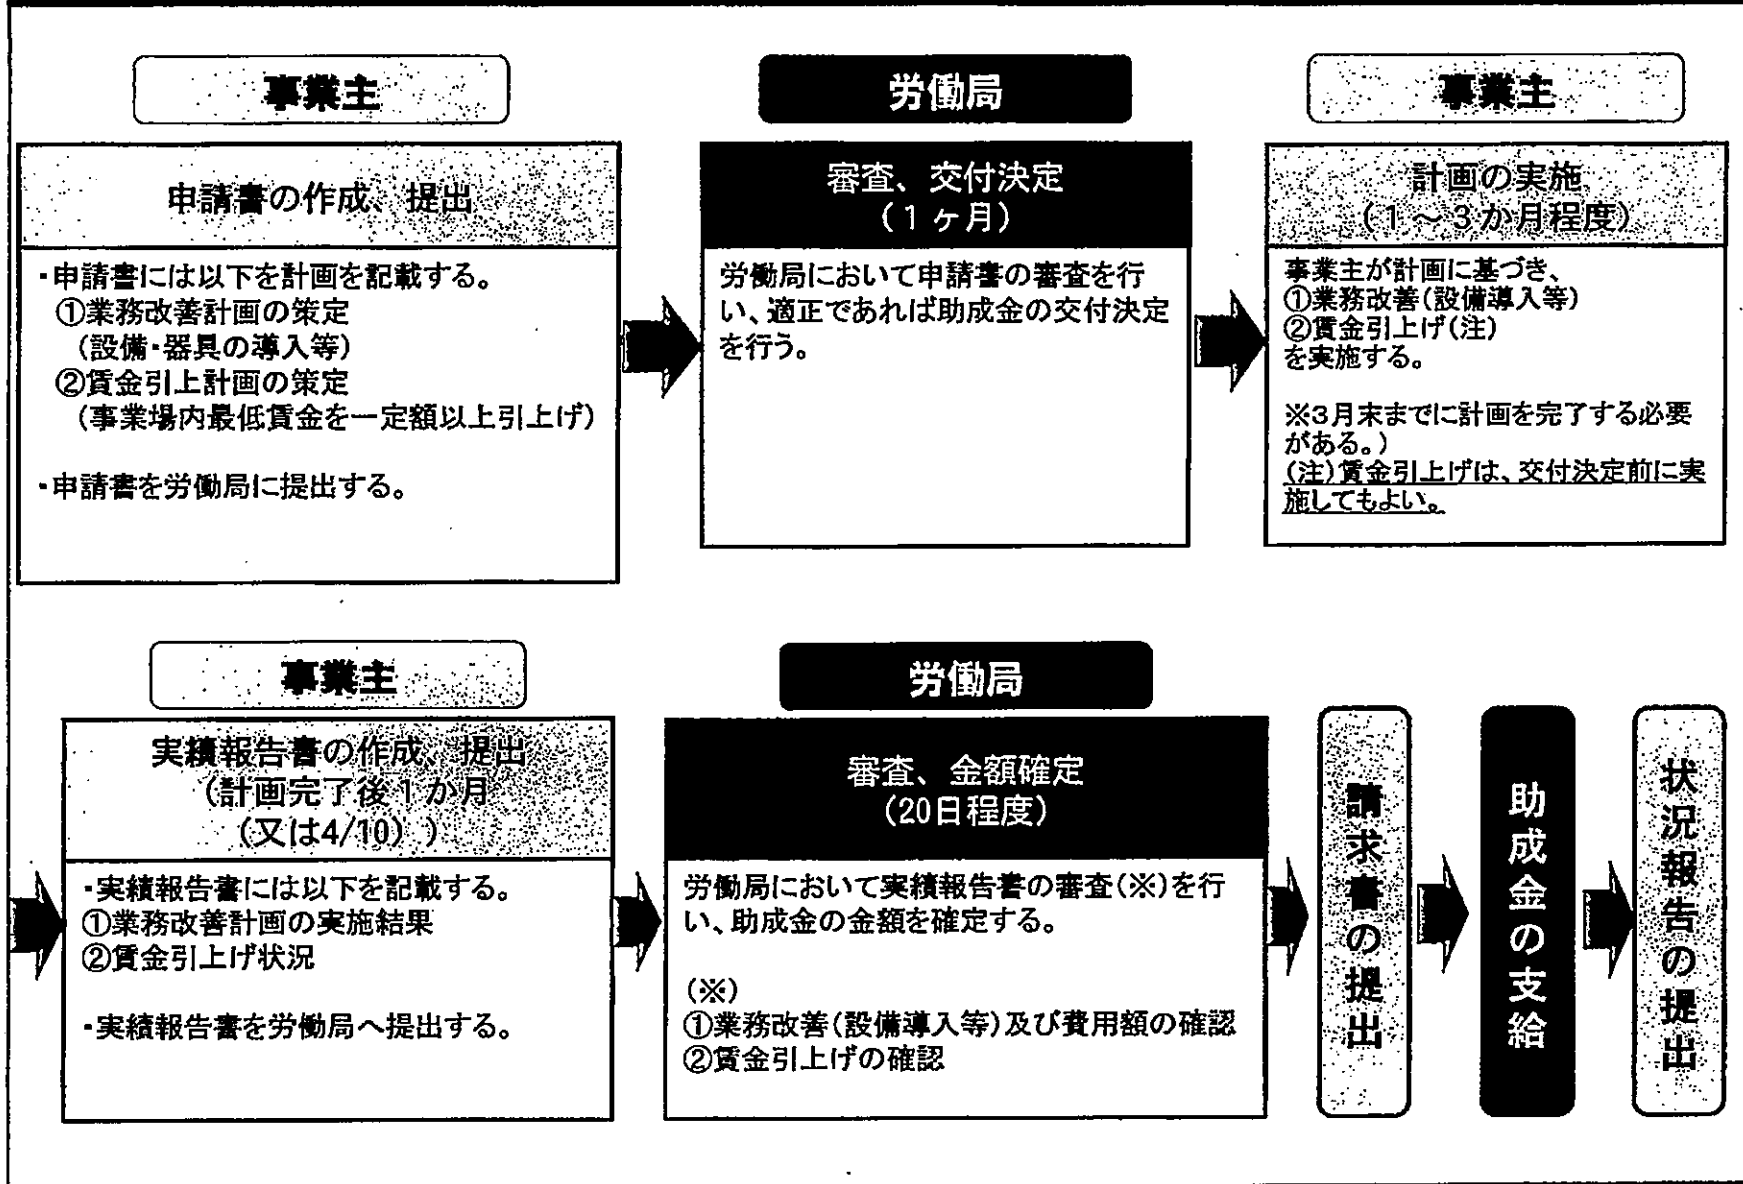 事業主
申請書の作成、提出
・申請書には以下を計画を記載する。
①業務改善計画の策定
（設備・器具の導入等）
②賃金引上計画の策定
（事業場内最低賃金を一定額以上引上げ）
・申請書を労働局に提出する。
労働局
審査、交付決定
（1ヶ月）
労働局において申請書の審査を行
い、適正であれば助成金の交付決定
を行う。
事業主
計画の実施
（1～3か月程度）
事業主が計画に基づき、
①業務改善（設備導入等）
②賃金引上げ（注）
を実施する。
※3月末までに計画を完了する必要
がある。）
（注）賃金引上げは、交付決定前に実
施してもよい。
事業主
実績報告書の作成、提出
（計画完了後1か月
（又は4/10））
・実績報告書には以下を記載する。
①業務改善計画の実施結果
②賃金引上げ状況
・実績報告書を労働局へ提出する。
労働局
審査、金額確定
（20日程度）
労働局において実績報告書の審査（※）を行
い、助成金の金額を確定する。
（※）
①業務改善（設備導入等）及び費用額の確認
②賃金引上げの確認
請求書の提出
助成金の支給
状況報告の提出